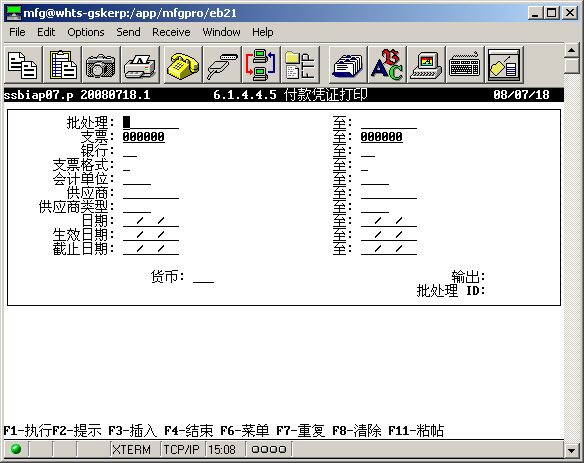 mfg@whts-gskerp:/app/mfgpro/eb21
File Edit Options Send Receive Window Help
ABC
ssbiap07.p 20080718.1 6.1.4.4.5 付款凭证打印 08/07/18
批处理: 至:
支票: 000000 至: 000000
银行: 至:
支票格式: 至:
会计单位: 至:
供应商: 至:
供应商类型: 至:
日期: / / 至: / /
生效日期: / / 至: / /
截止日期: / / 至: / /
货币: 输出:
批处理 ID:
F1-执行F2-提示 F3-插入 F4-结束 F6-菜单 F7-重复 F8-清除 F11-粘帖
XTERM TCP/IP 15:08